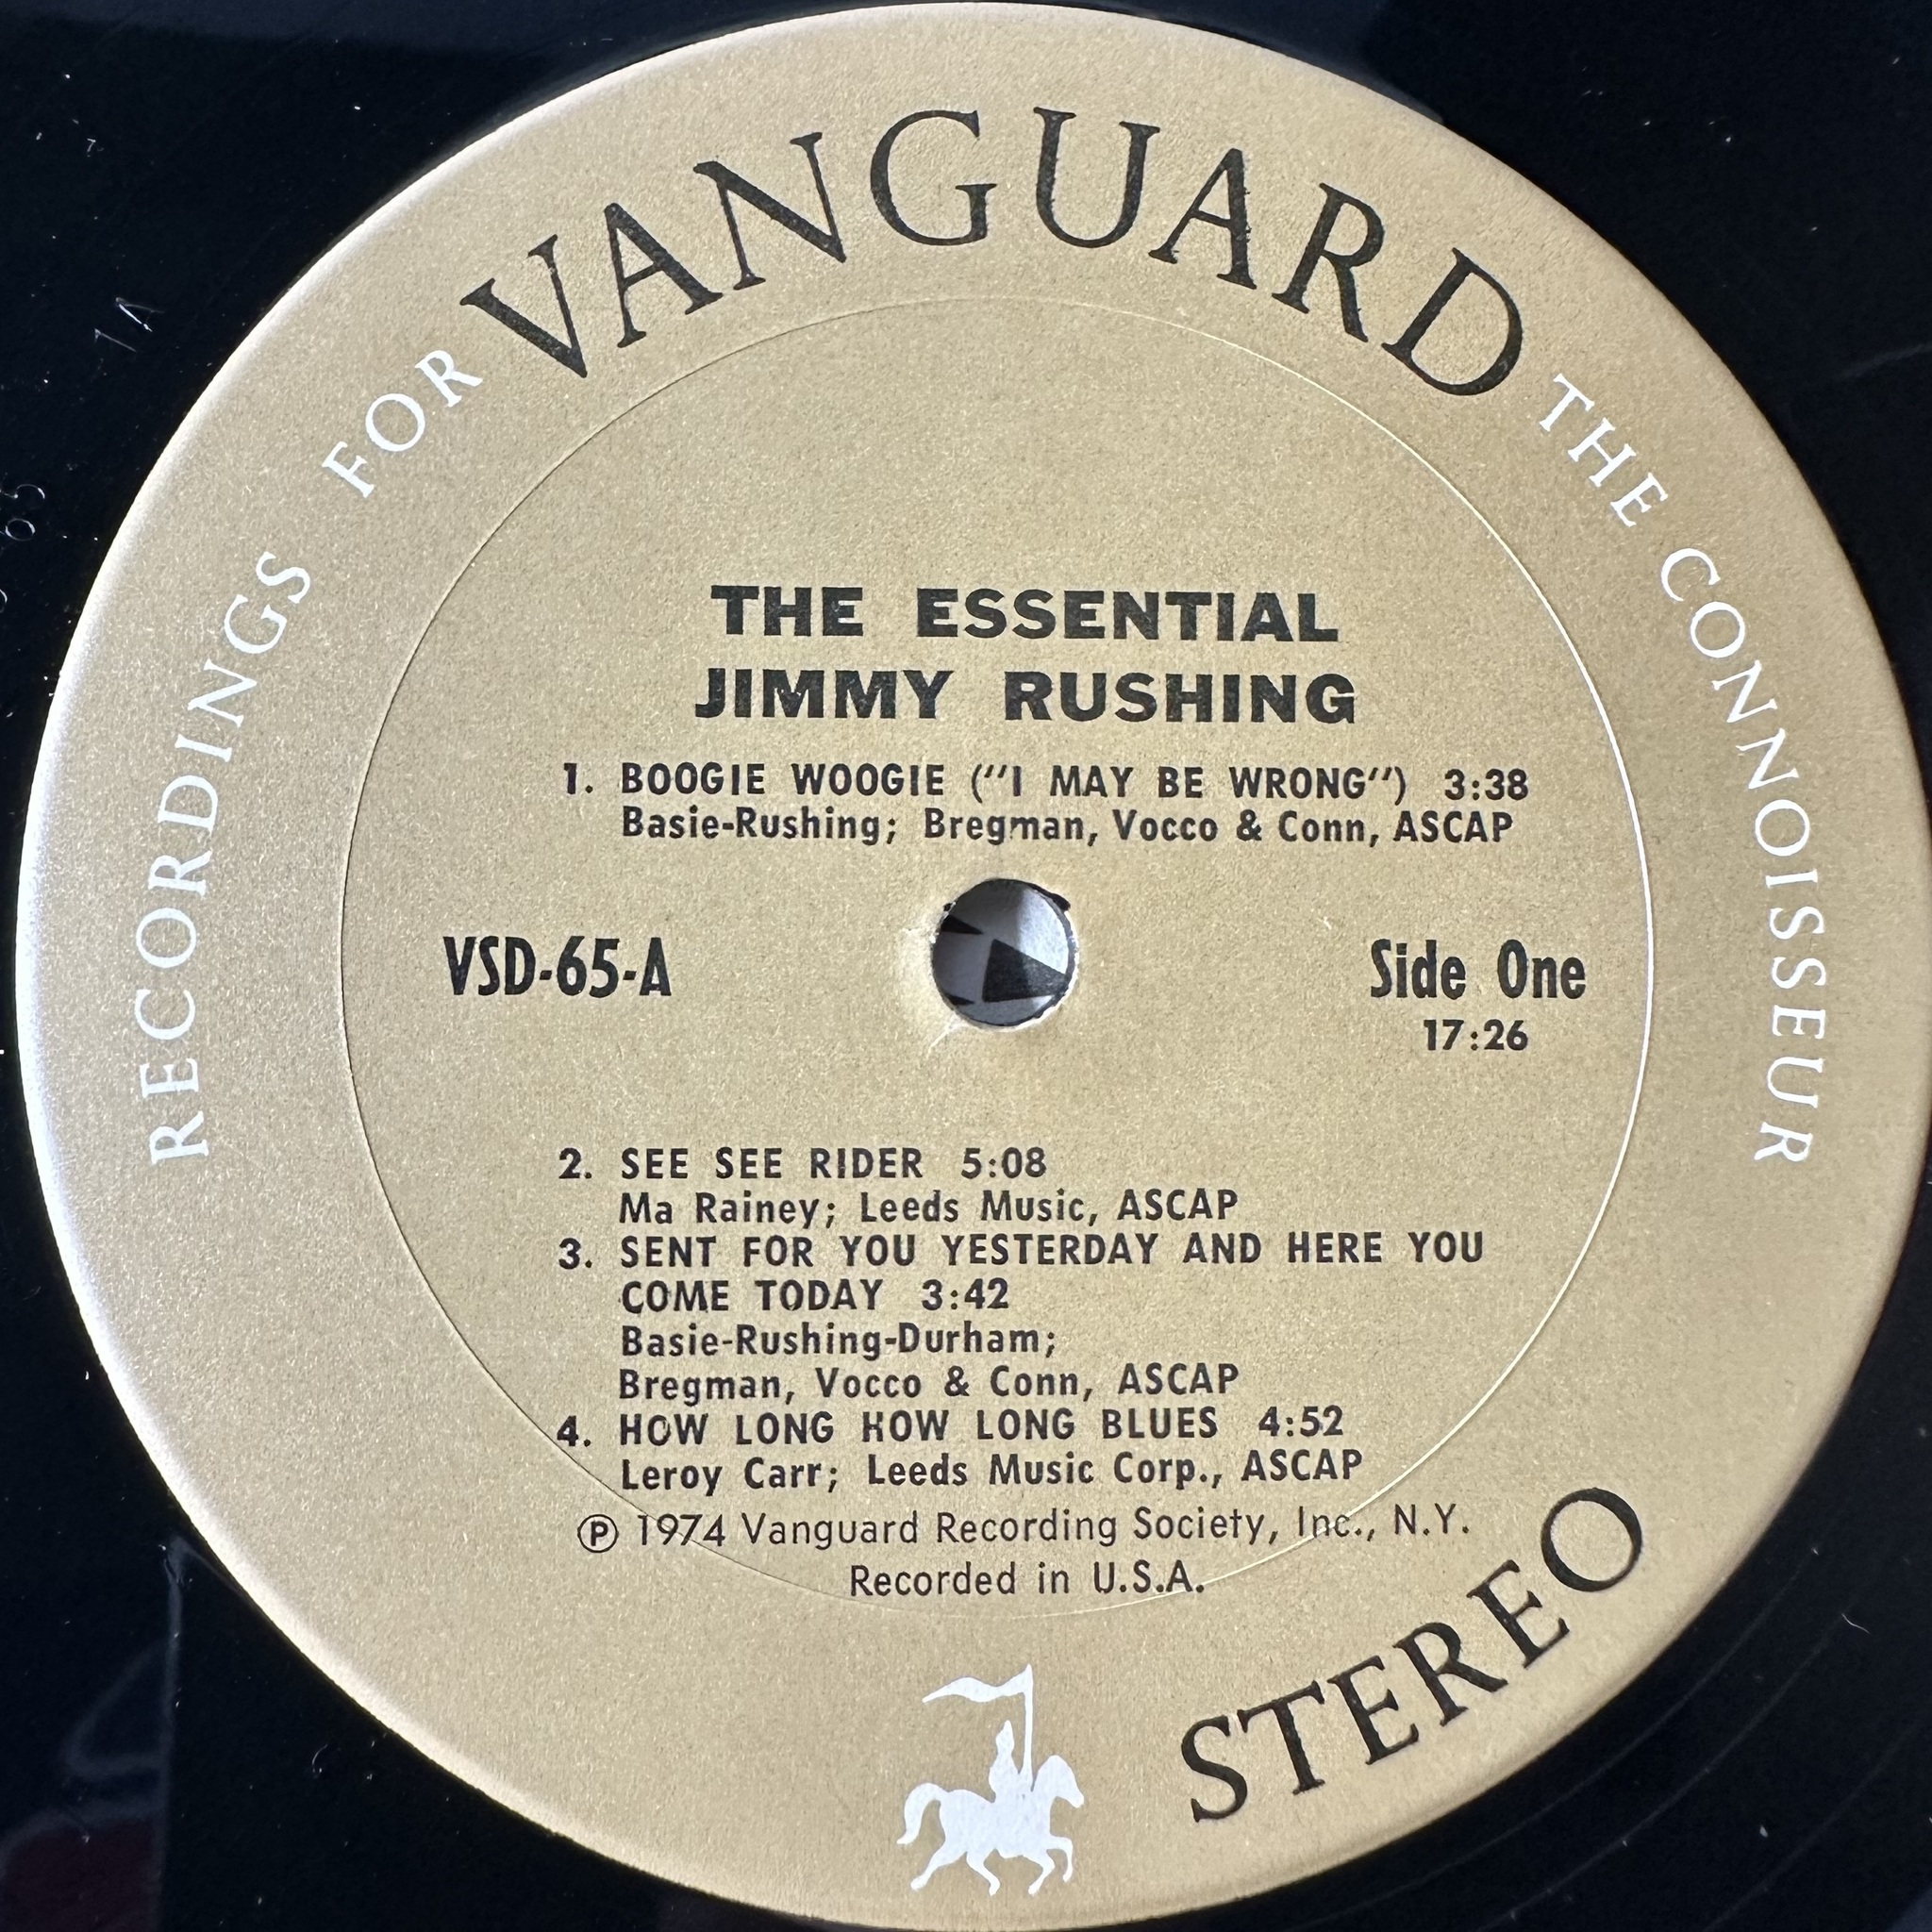 RECORDINGS FOR VANGUARD THE CONNOISSEUR
THE ESSENTIAL
JIMMY RUSHING
1. BOOGIE WOOGIE ("I MAY BE WRONG") 3:38
Basie-Rushing; Bregman, Vocco & Conn, ASCAP
VSD-65-A
Side One
17:26
2. SEE SEE RIDER 5:08
Ma Rainey; Leeds Music, ASCAP
3. SENT FOR YOU YESTERDAY AND HERE YOU
COME TODAY 3:42
Basie-Rushing-Durham;
Bregman, Vocco & Conn, ASCAP
4. HOW LONG HOW LONG BLUES 4:52
Leroy Carr; Leeds Music Corp., ASCAP
Ⓟ 1974 Vanguard Recording Society, Inc., N.Y.
Recorded in U.S.A.
STEREO